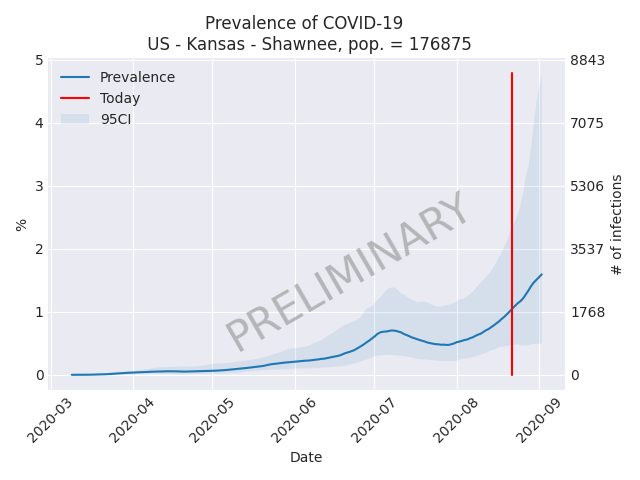 Prevalence of COVID-19
US - Kansas - Shawnee, pop. = 176875
Prevalence
Today
95CI
PRELIMINARY
5
4
3
2
1
0
%
8843
7075
5306
3537
1768
0
# of infections
2020-03
2020-04
2020-05
2020-06
2020-07
2020-08
2020-09
Date